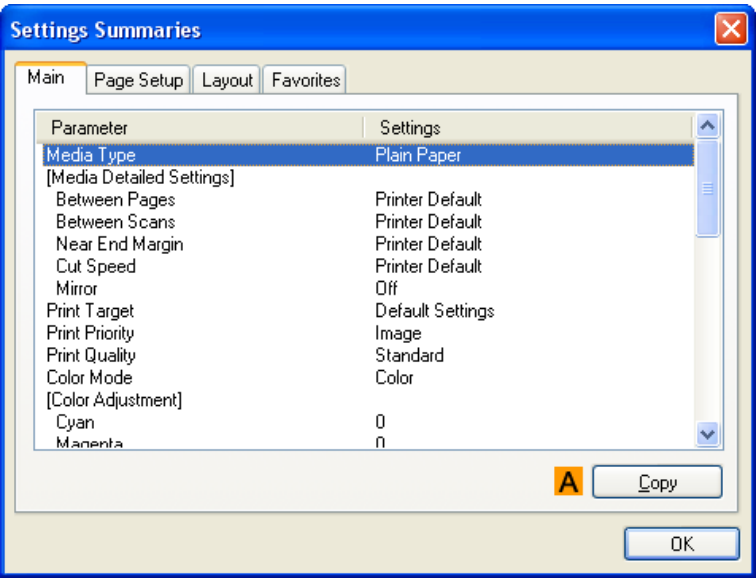 Settings Summaries
Main Page Setup Layout Favorites
Parameter Settings
Media Type Plain Paper
[Media Detailed Settings]
Between Pages Printer Default
Between Scans Printer Default
Near End Margin Printer Default
Cut Speed Printer Default
Mirror Off
Print Target Default Settings
Print Priority Image
Print Quality Standard
Color Mode Color
[Color Adjustment]
Cyan 0
Magenta 0
A Copy
OK